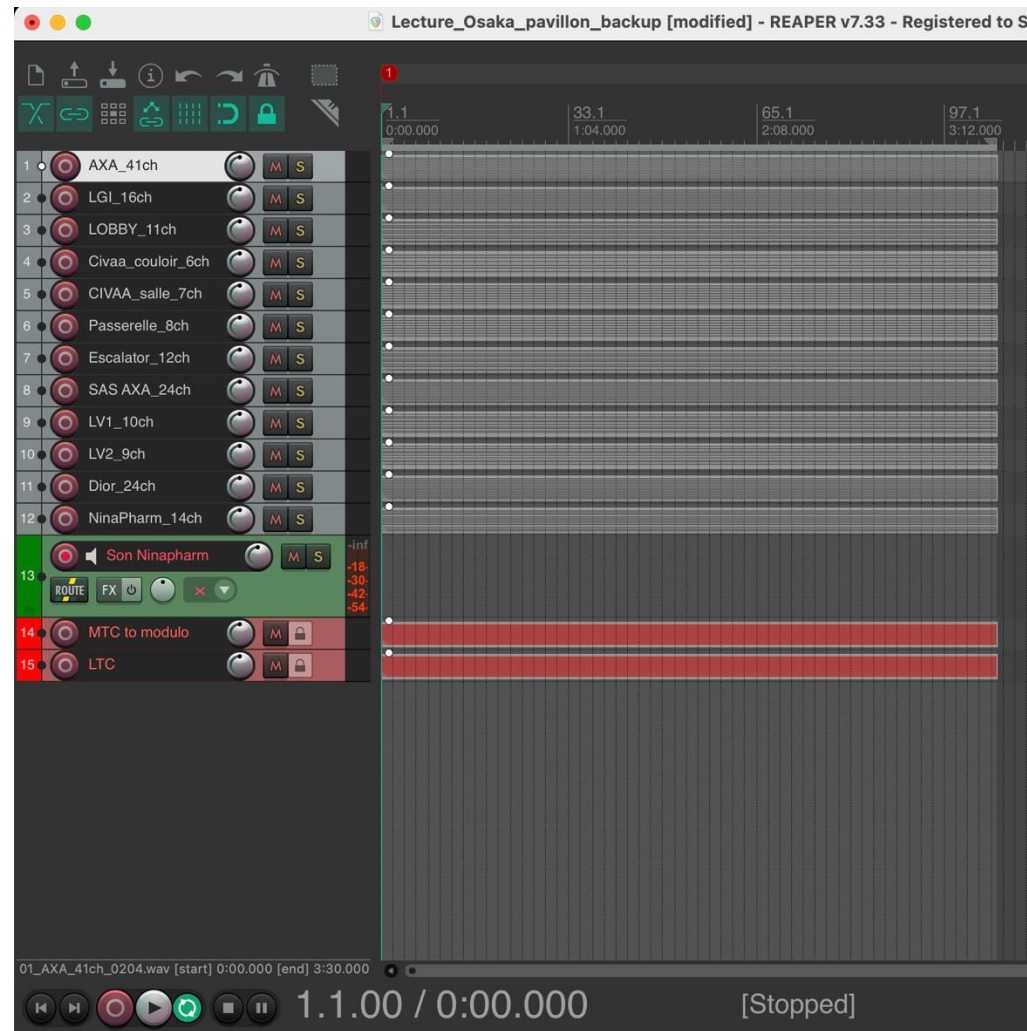 Lecture_Osaka_pavillon_backup [modified] - REAPER v7.33 - Registered to S
1
1.1 33.1 65.1 97.1
0:00.000 1:04.000 2:08.000 3:12.000
1 AXA_41ch M S
2 LGI_16ch M S
3 LOBBY_11ch M S
4 Civaa_couloir_6ch M S
5 CIVAA_salle_7ch M S
6 Passerelle_8ch M S
7 Escalator_12ch M S
8 SAS AXA_24ch M S
9 LV1_10ch M S
10 LV2_9ch M S
11 Dior_24ch M S
12 NinaPharm_14ch M S
13 Son Ninapharm M S -inf
-18-
ROUTE FX -30-
-42-
-54-
14 MTC to modulo M
15 LTC M
01_AXA_41ch_0204.wav [start] 0:00.000 [end] 3:30.000
1.1.00 / 0:00.000 [Stopped]